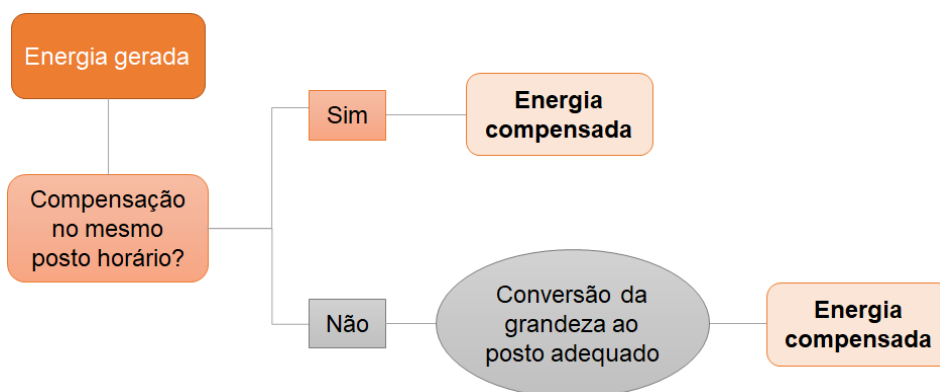 Energia gerada
Compensação
no mesmo
posto horário?
Sim
Energia
compensada
Não
Conversão da
grandeza ao
posto adequado
Energia
compensada